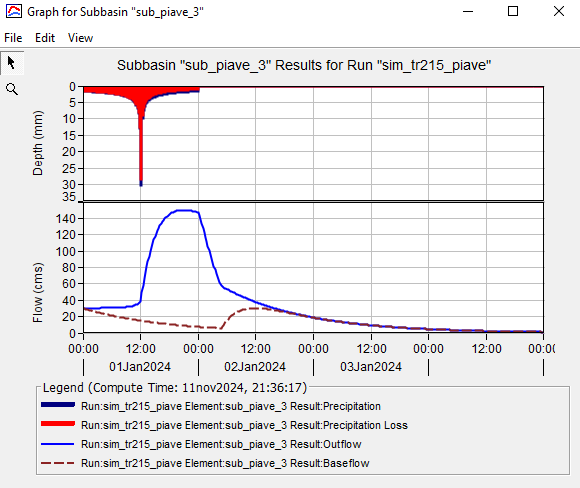 Graph for Subbasin "sub_piave_3"
File Edit View
Subbasin "sub_piave_3" Results for Run "sim_tr215_piave"
Depth (mm)
0
5
10
15
20
25
30
35
Flow (cms)
140
120
100
80
60
40
20
0
00:00 12:00 00:00 12:00 00:00 12:00 00:00 12:00 00:00
01Jan2024 02Jan2024 03Jan2024
Legend (Compute Time: 11nov2024, 21:36:17)
Run:sim_tr215_piave Element:sub_piave_3 Result:Precipitation
Run:sim_tr215_piave Element:sub_piave_3 Result:Precipitation Loss
Run:sim_tr215_piave Element:sub_piave_3 Result:Outflow
Run:sim_tr215_piave Element:sub_piave_3 Result:Baseflow